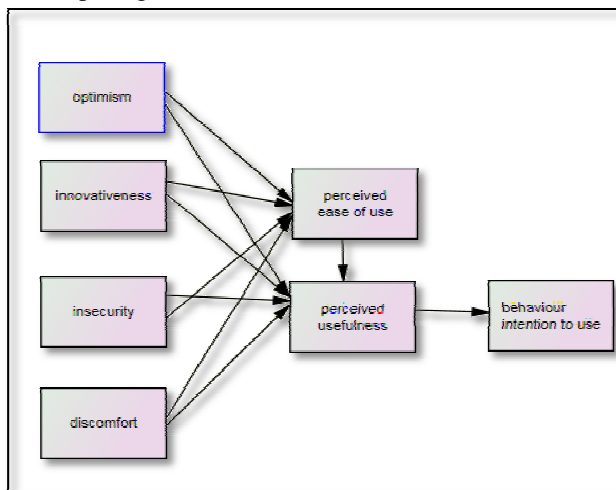 optimism
innovativeness
insecurity
discomfort
perceived
ease of use
perceived
usefulness
behaviour
intention to use